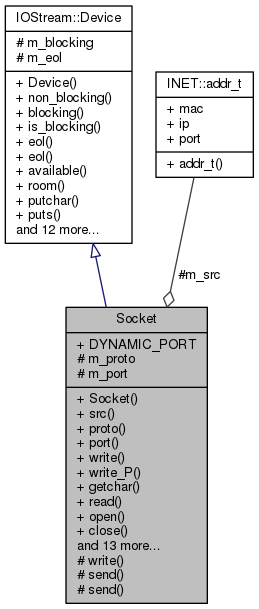 IOStream::Device
# m_blocking
# m_eol
+ Device()
+ non_blocking()
+ blocking()
+ is_blocking()
+ eol()
+ eol()
+ available()
+ room()
+ putchar()
+ puts()
and 12 more...
INET::addr_t
+ mac
+ ip
+ port
+ addr_t()
#m_src
Socket
+ DYNAMIC_PORT
# m_proto
# m_port
+ Socket()
+ src()
+ proto()
+ port()
+ write()
+ write_P()
+ getchar()
+ read()
+ open()
+ close()
and 13 more...
# write()
# send()
# send()